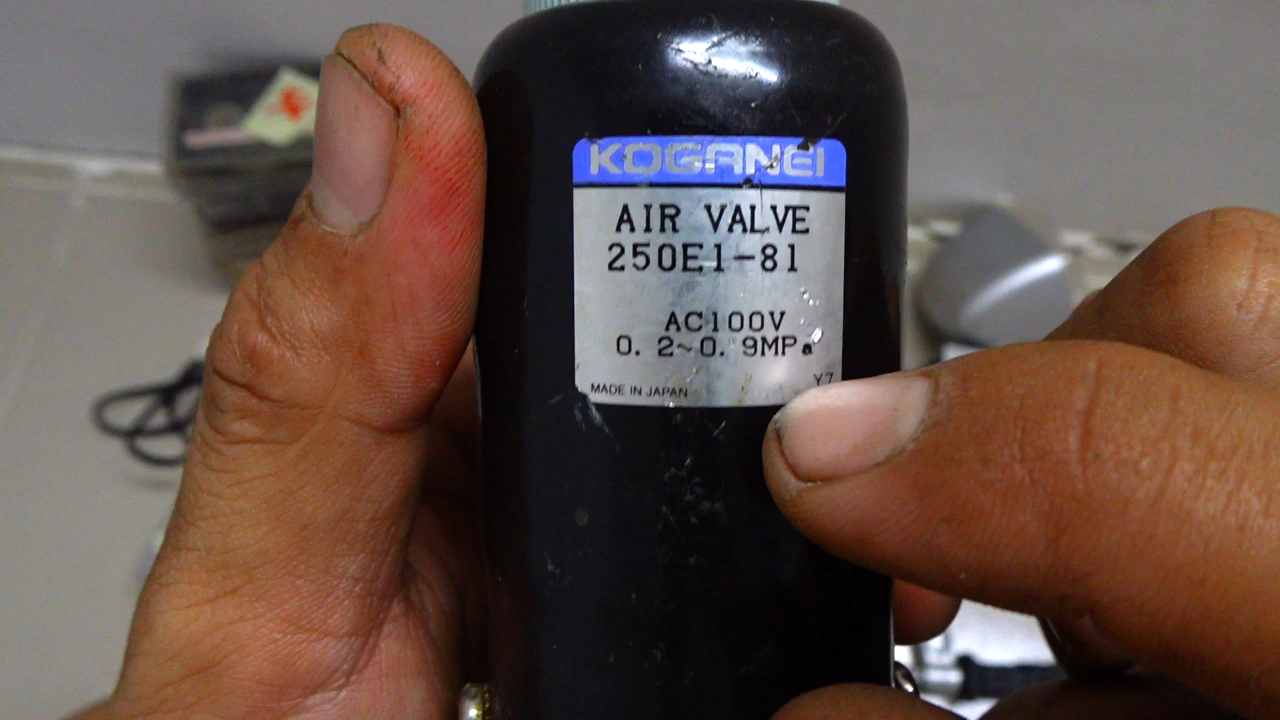 KOGANEI
AIR VALVE
250E1-81
AC100V
0.2~0.9MPa
MADE IN JAPAN
Y7